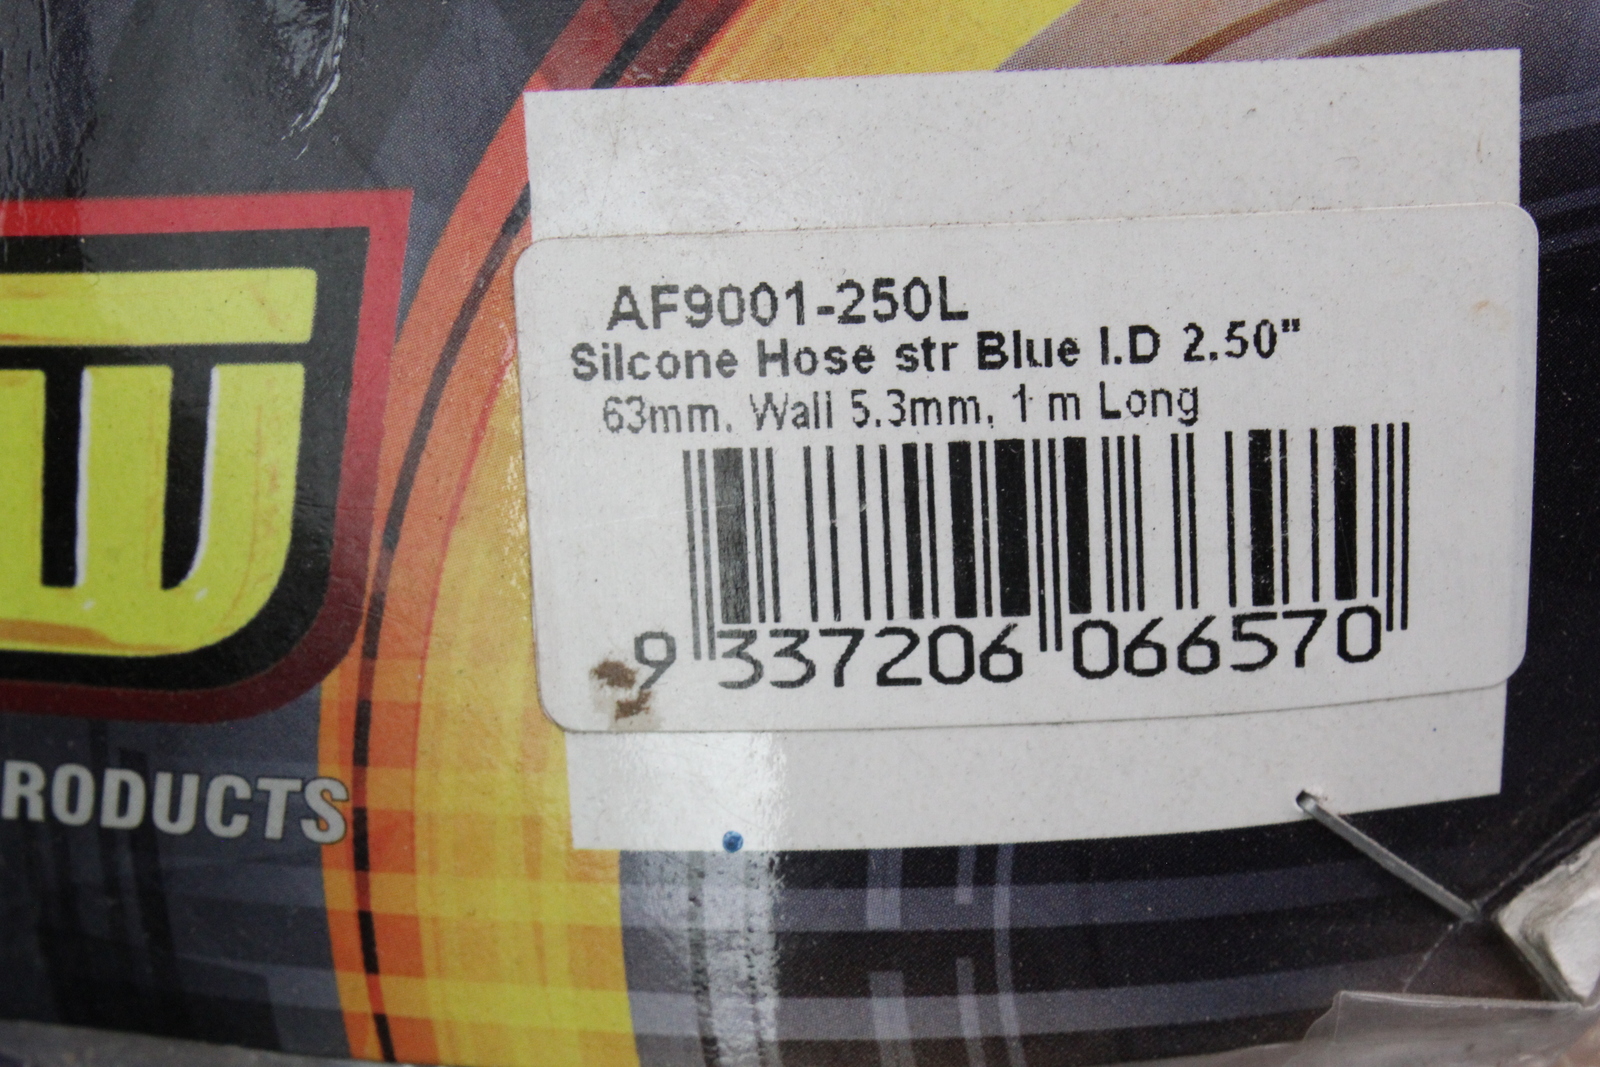 AF9001-250L
Silcone Hose str Blue I.D 2.50"
63mm. Wall 5.3mm, 1 m Long
9 337206 066570
RODUCTS